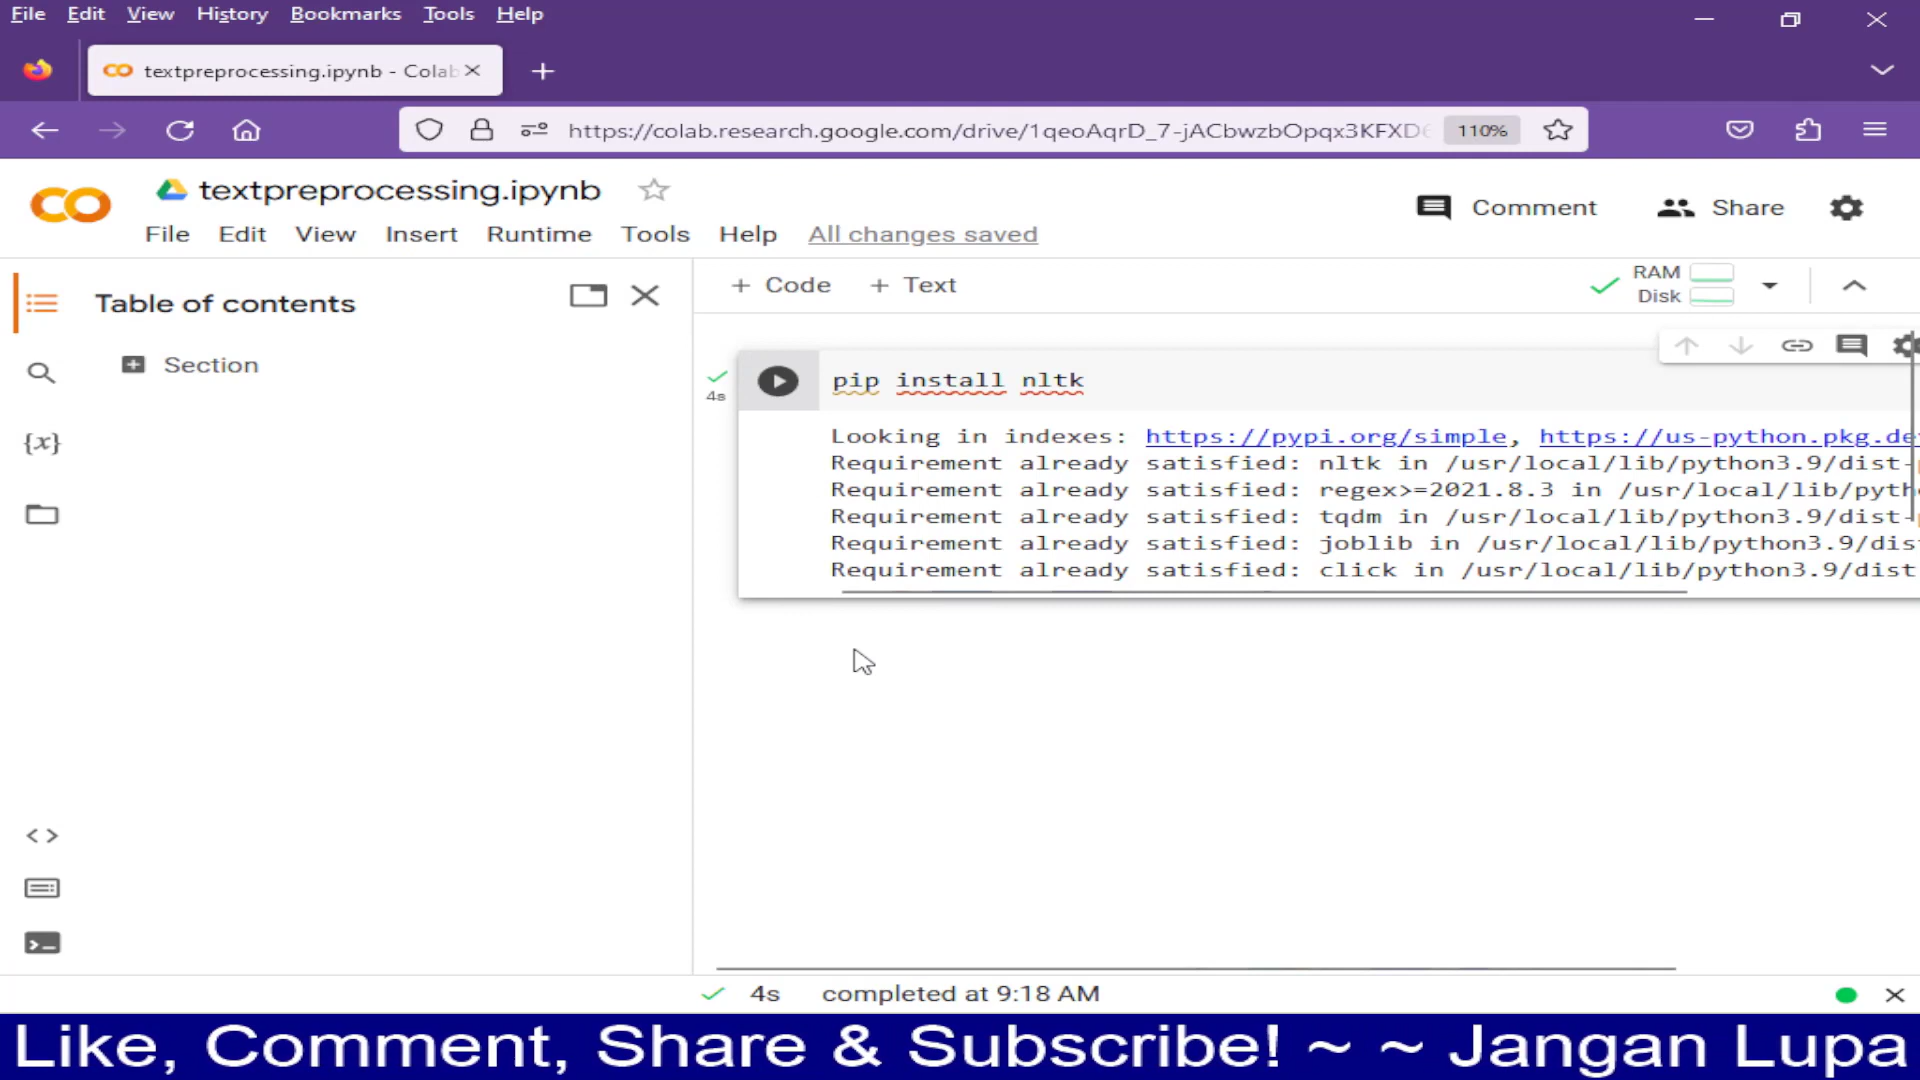 File Edit View History Bookmarks Tools Help
textpreprocessing.ipynb - Colab
https://colab.research.google.com/drive/1qeoAqrD_7-jACbwzbOpqx3KFXD6 110%
textpreprocessing.ipynb
Comment Share
File Edit View Insert Runtime Tools Help All changes saved
Table of contents
+ Code + Text
RAM
Disk
Section
{x}
4s
pip install nltk
Looking in indexes: https://pypi.org/simple, https://us-python.pkg.de
Requirement already satisfied: nltk in /usr/local/lib/python3.9/dist-
Requirement already satisfied: regex>=2021.8.3 in /usr/local/lib/pyth
Requirement already satisfied: tqdm in /usr/local/lib/python3.9/dist-
Requirement already satisfied: joblib in /usr/local/lib/python3.9/dis
Requirement already satisfied: click in /usr/local/lib/python3.9/dist
4s completed at 9:18 AM
Like, Comment, Share & Subscribe! ~ ~ Jangan Lupa